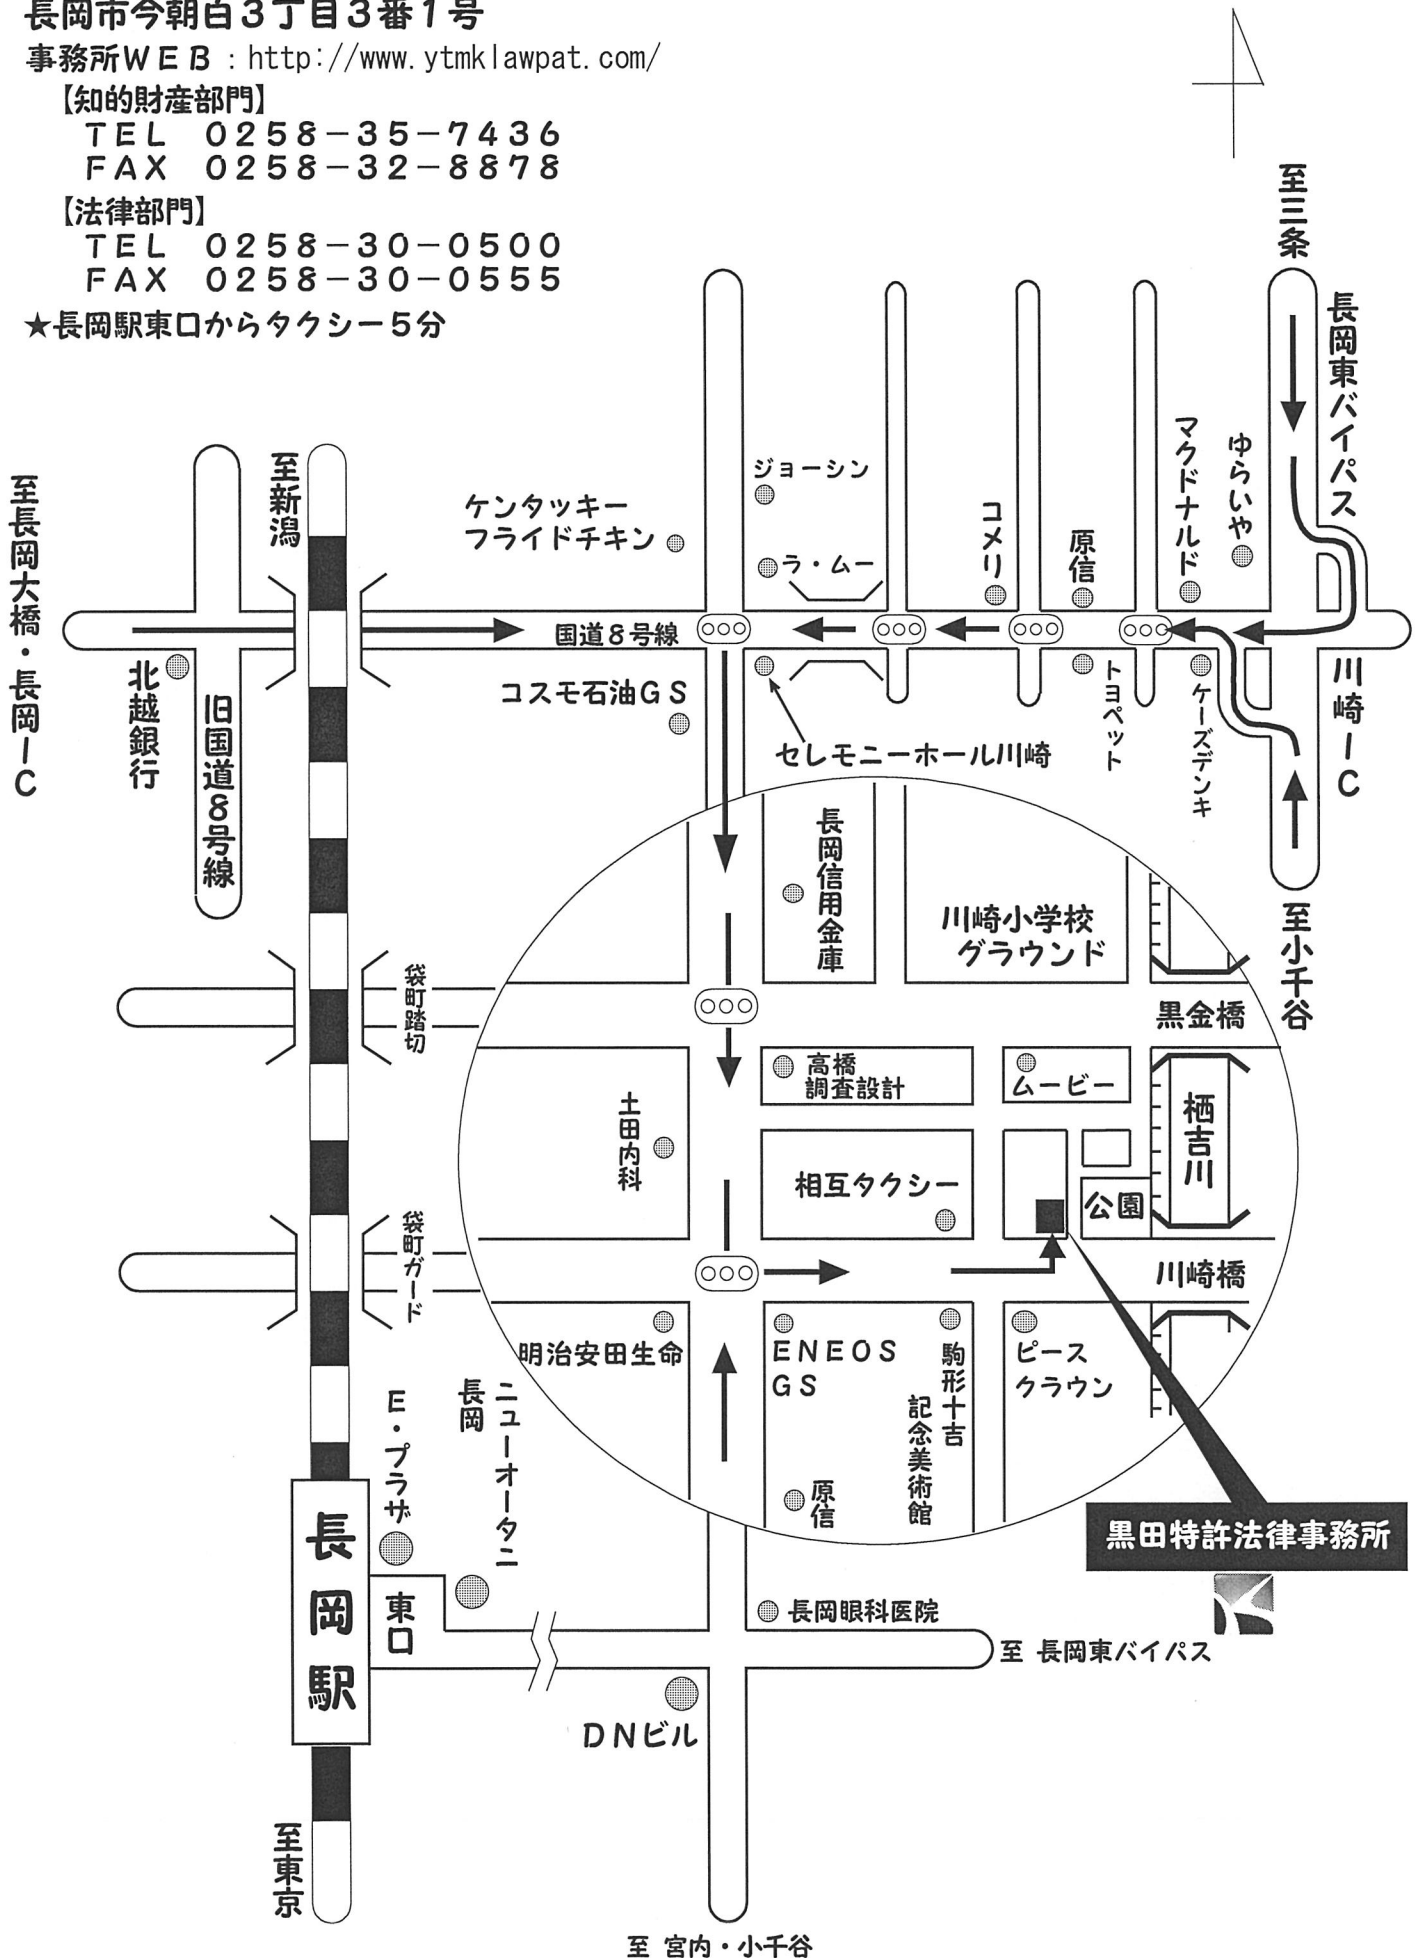 長岡市今朝白３丁目３番１号
事務所ＷＥＢ：http://www.ytmklawpat.com/
【知的財産部門】
ＴＥＬ　０２５８－３５－７４３６
ＦＡＸ　０２５８－３２－８８７８
【法律部門】
ＴＥＬ　０２５８－３０－０５００
ＦＡＸ　０２５８－３０－０５５５
★長岡駅東口からタクシー５分
至三条
長岡東バイパス
至長岡大橋・長岡ＩＣ
至新潟
ケンタッキー
フライドチキン
ジョーシン
ラ・ムー
コメリ
原信
マクドナルド
ゆらいや
国道８号線
北越銀行
旧国道８号線
コスモ石油ＧＳ
セレモニーホール川崎
トヨペット
ケーズデンキ
川崎ＩＣ
至小千谷
長岡信用金庫
川崎小学校
グラウンド
袋町踏切
黒金橋
高橋
調査設計
ムービー
土田内科
相互タクシー
公園
栖吉川
袋町ガード
川崎橋
明治安田生命
ＥＮＥＯＳ
ＧＳ
駒形十吉
記念美術館
ピース
クラウン
原信
Ｅ・プラザ
ニューオータニ
長岡
黒田特許法律事務所
長岡駅
東口
長岡眼科医院
至 長岡東バイパス
ＤＮビル
至東京
至 宮内・小千谷